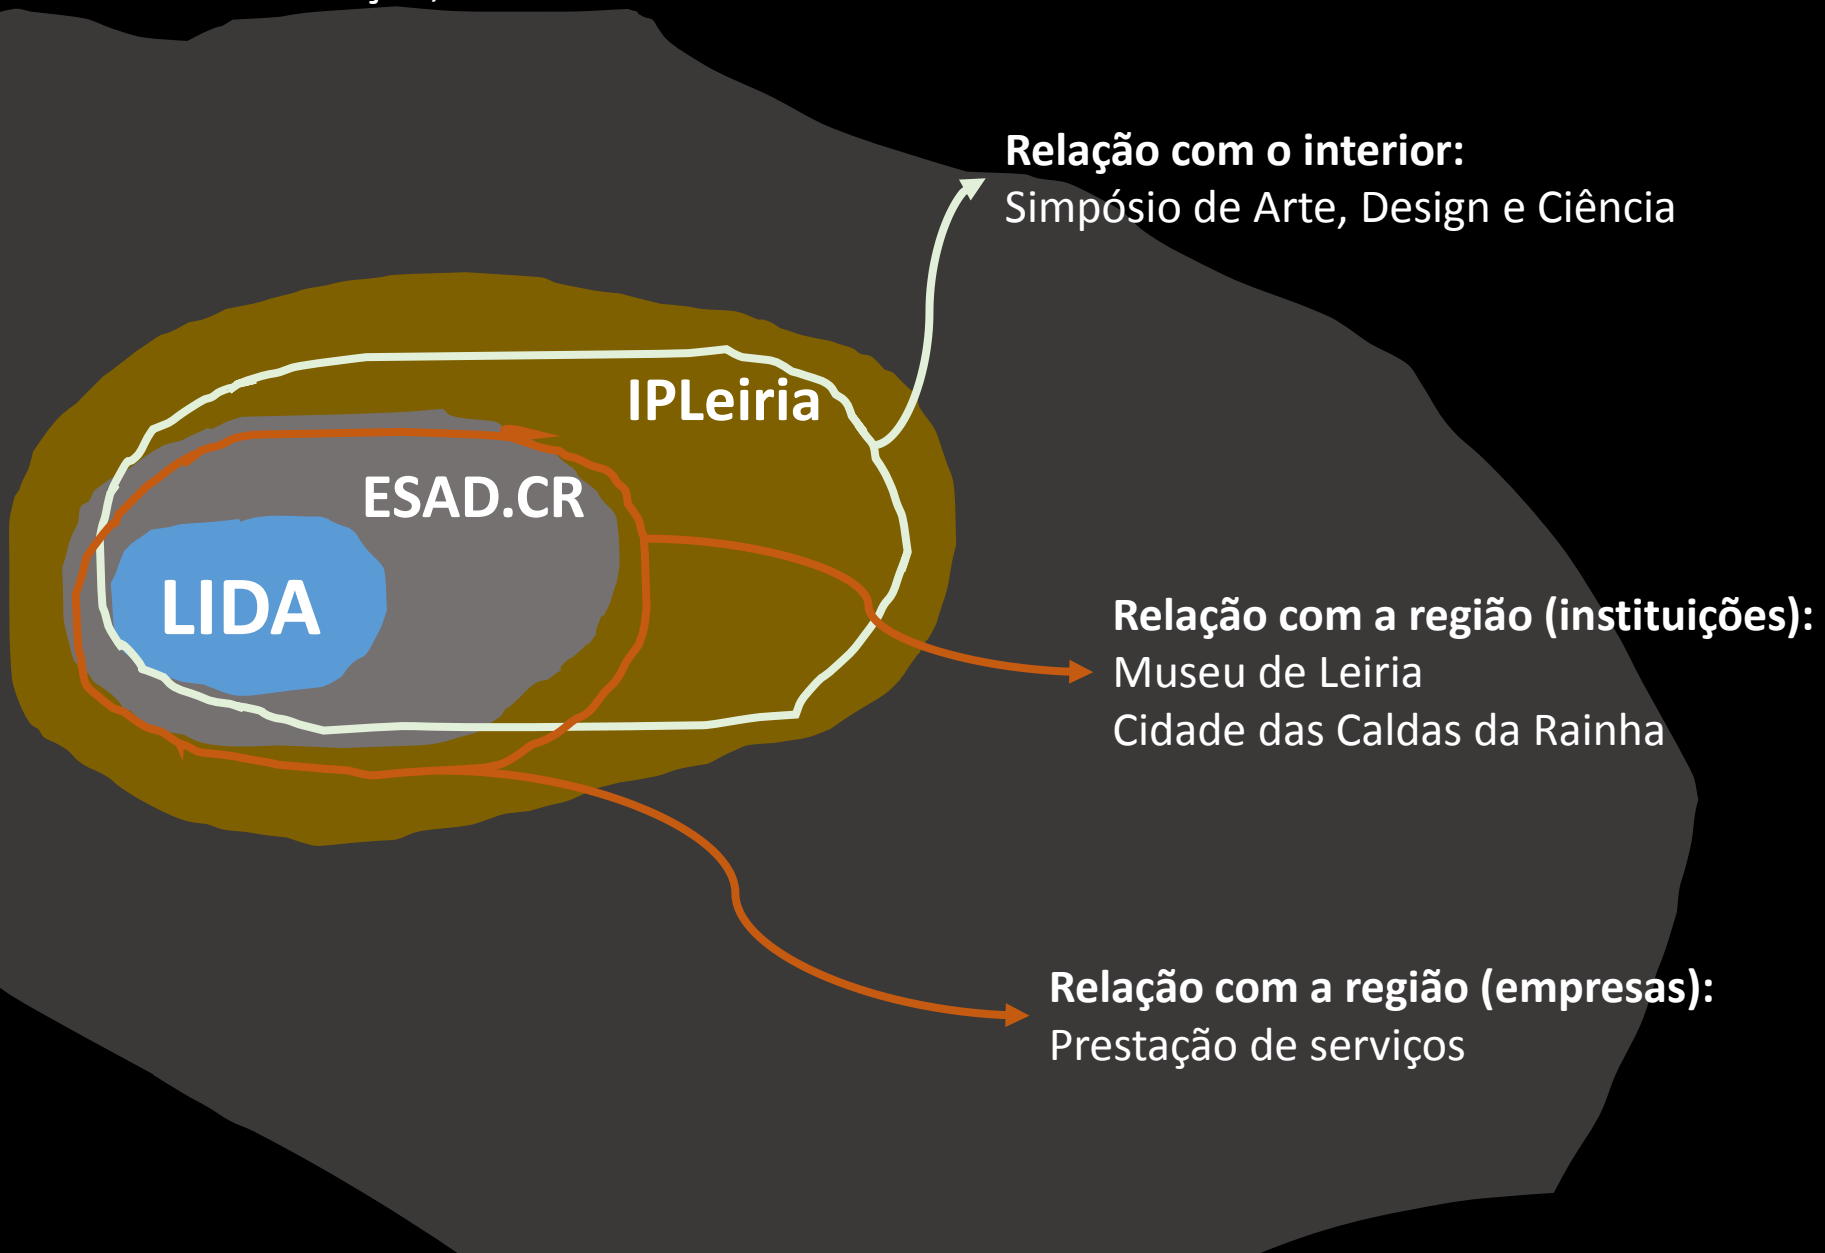 Relação com o interior:
Simpósio de Arte, Design e Ciência
IPLeiria
ESAD.CR
LIDA
Relação com a região (instituições):
Museu de Leiria
Cidade das Caldas da Rainha
Relação com a região (empresas):
Prestação de serviços